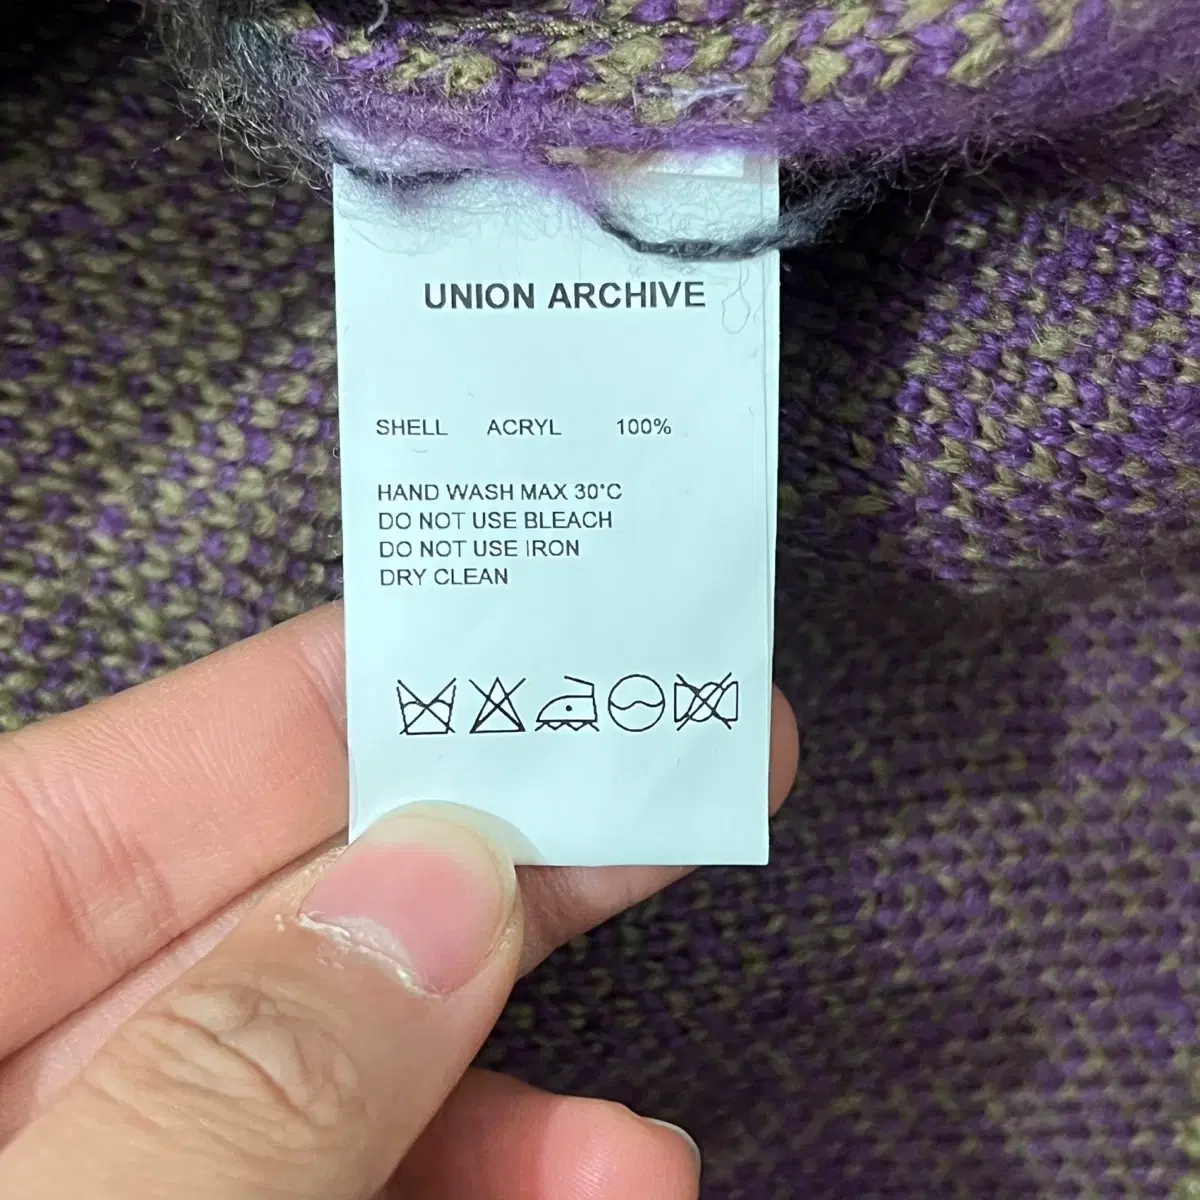 UNION ARCHIVE
SHELL ACRYL 100%
HAND WASH MAX 30°C
DO NOT USE BLEACH
DO NOT USE IRON
DRY CLEAN